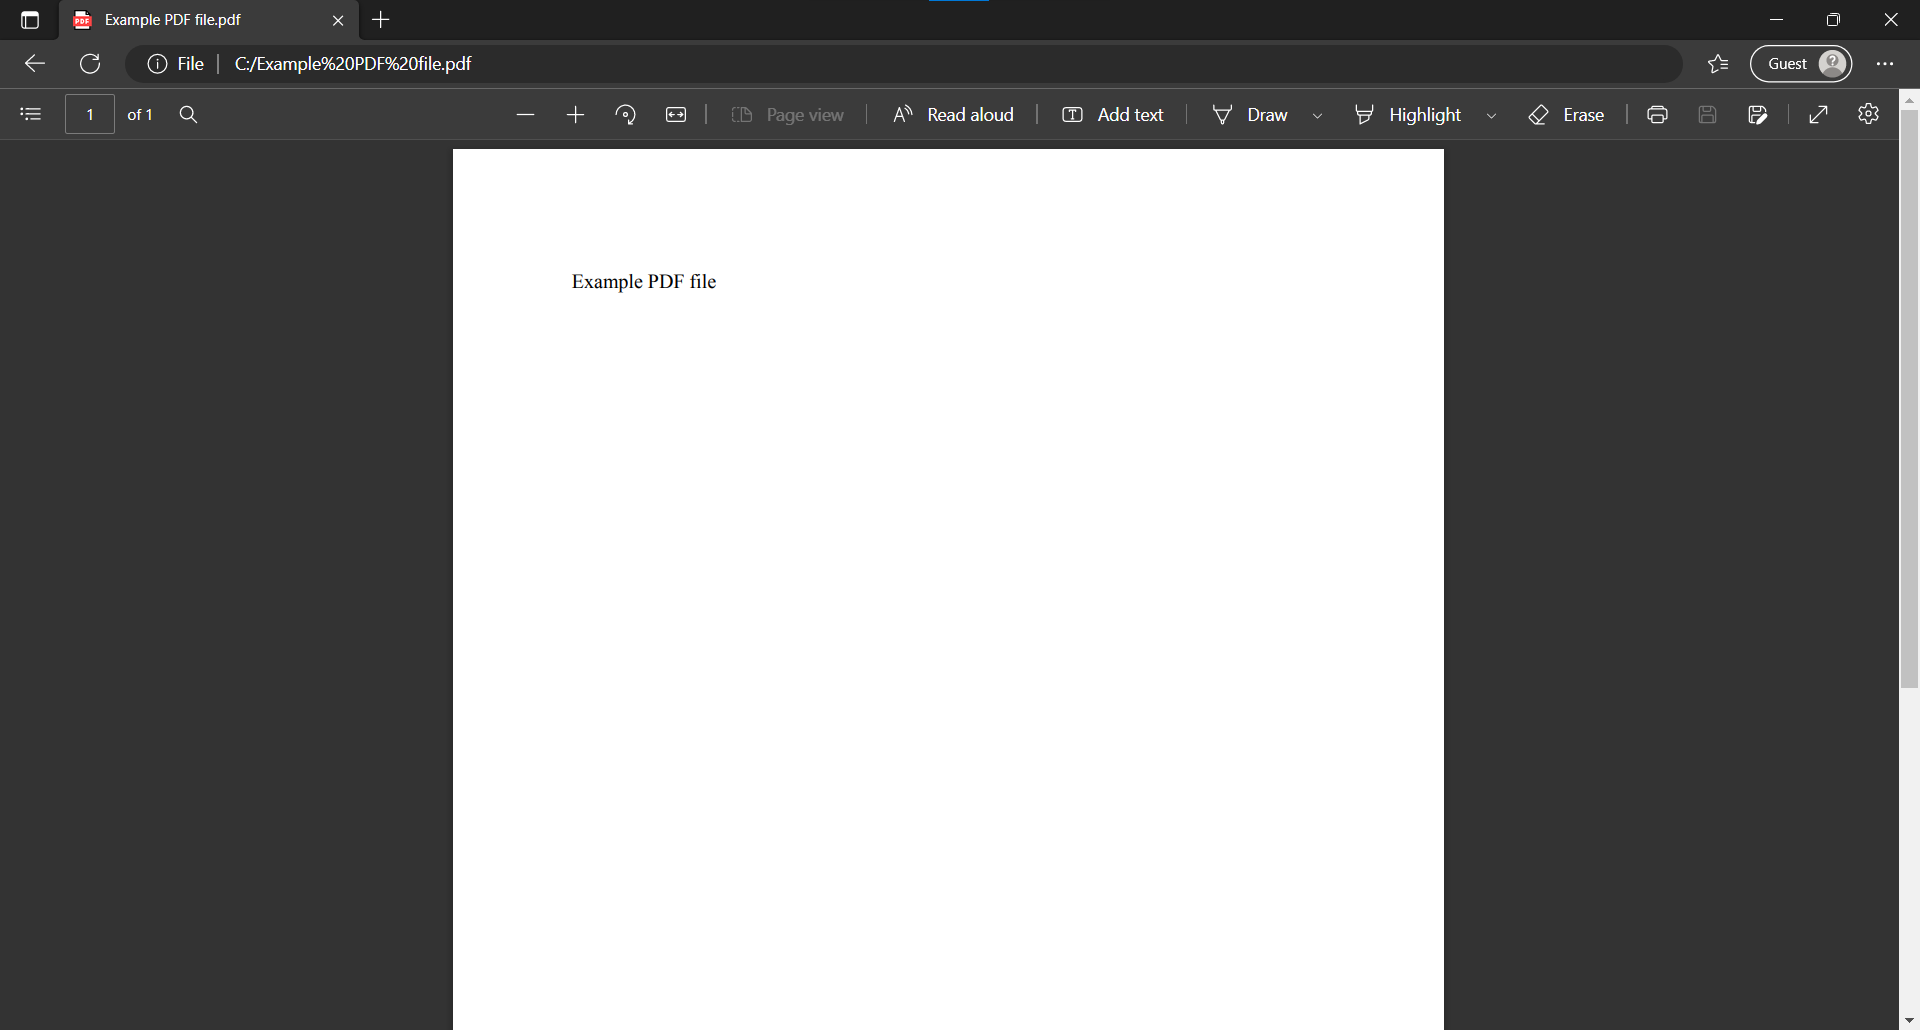 Example PDF file.pdf
File C:/Example%20PDF%20file.pdf Guest
1 of 1 Page view Read aloud Add text Draw Highlight Erase
Example PDF file